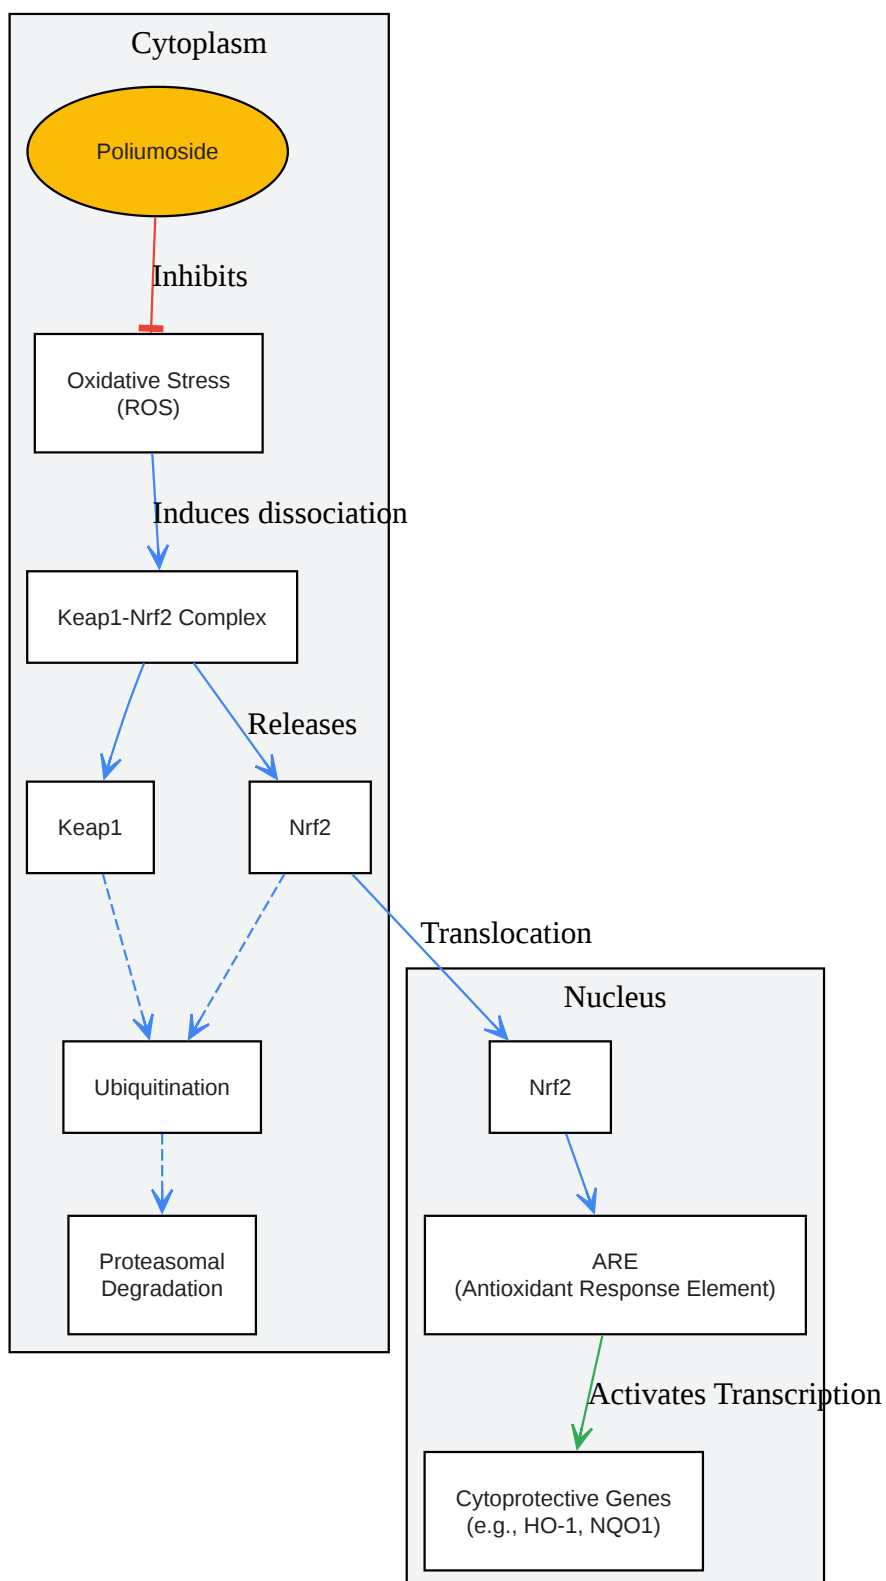 Cytoplasm
Poliumoside
Inhibits
Oxidative Stress
(ROS)
Induces dissociation
Keap1-Nrf2 Complex
Releases
Keap1
Nrf2
Translocation
Nucleus
Ubiquitination
Nrf2
Proteasomal
Degradation
ARE
(Antioxidant Response Element)
Activates Transcription
Cytoprotective Genes
(e.g., HO-1, NQO1)